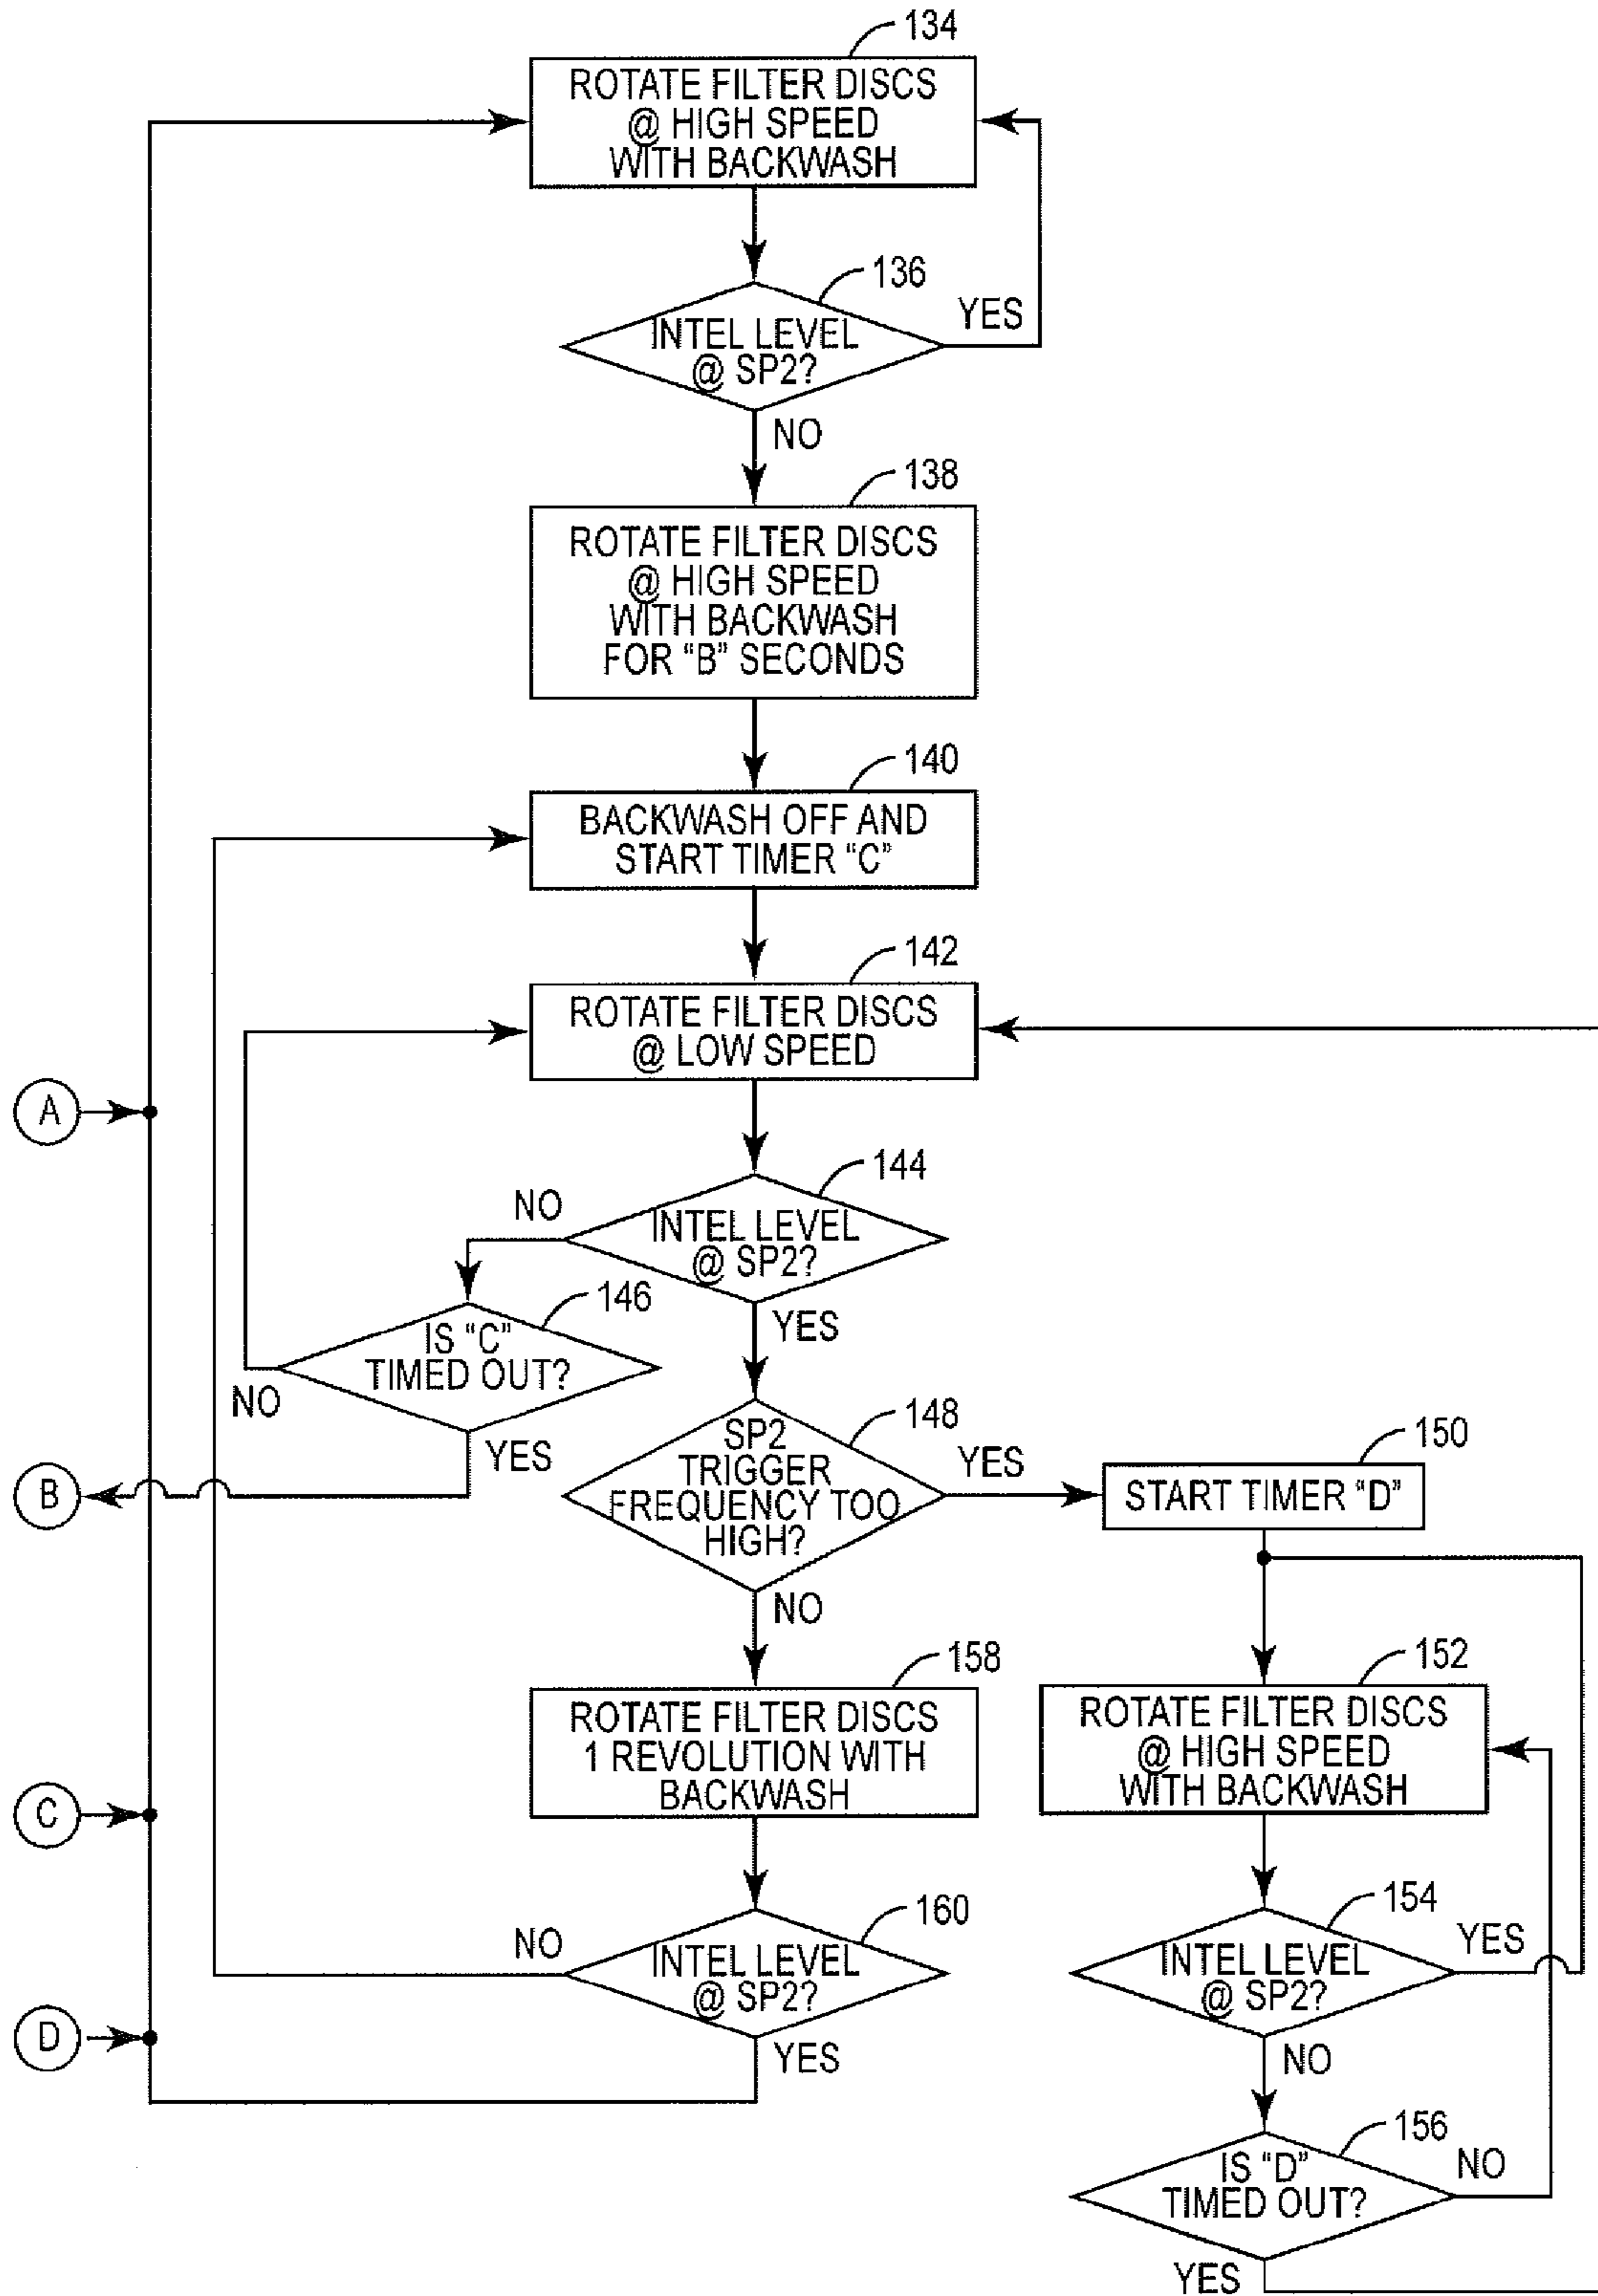 134
ROTATE FILTER DISCS
@ HIGH SPEED
WITH BACKWASH
136
INTEL LEVEL
@ SP2?
YES
NO
138
ROTATE FILTER DISCS
@ HIGH SPEED
WITH BACKWASH
FOR “B” SECONDS
140
BACKWASH OFF AND
START TIMER “C”
142
ROTATE FILTER DISCS
@ LOW SPEED
A
144
INTEL LEVEL
@ SP2?
NO
YES
146
IS “C”
TIMED OUT?
NO
YES
B
148
SP2
TRIGGER
FREQUENCY TOO
HIGH?
YES
NO
150
START TIMER “D”
158
ROTATE FILTER DISCS
1 REVOLUTION WITH
BACKWASH
152
ROTATE FILTER DISCS
@ HIGH SPEED
WITH BACKWASH
C
160
INTEL LEVEL
@ SP2?
NO
YES
154
INTEL LEVEL
@ SP2?
YES
NO
D
156
IS “D”
TIMED OUT?
NO
YES